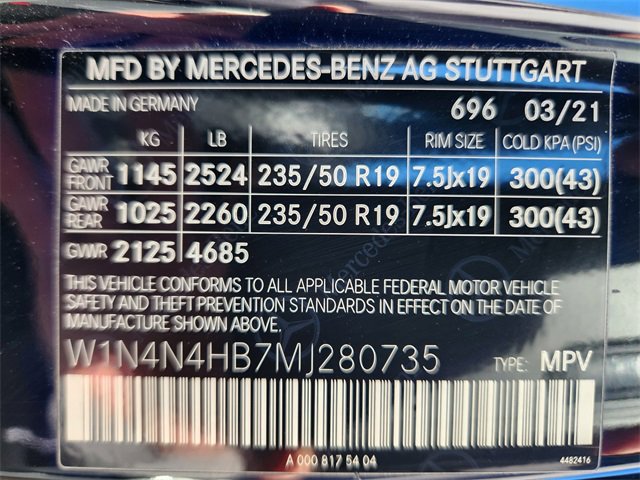 MFD BY MERCEDES-BENZ AG STUTTGART
MADE IN GERMANY 696 03/21
KG LB TIRES RIM SIZE COLD KPA(PSI)
GAWR FRONT 1145 2524 235/50 R19 7.5Jx19 300(43)
GAWR REAR 1025 2260 235/50 R19 7.5Jx19 300(43)
GVWR 2125 4685
THIS VEHICLE CONFORMS TO ALL APPLICABLE FEDERAL MOTOR VEHICLE
SAFETY AND THEFT PREVENTION STANDARDS IN EFFECT ON THE DATE OF
MANUFACTURE SHOWN ABOVE.
W1N4N4HB7MJ280735 TYPE: MPV
A 000 817 54 04
4482416